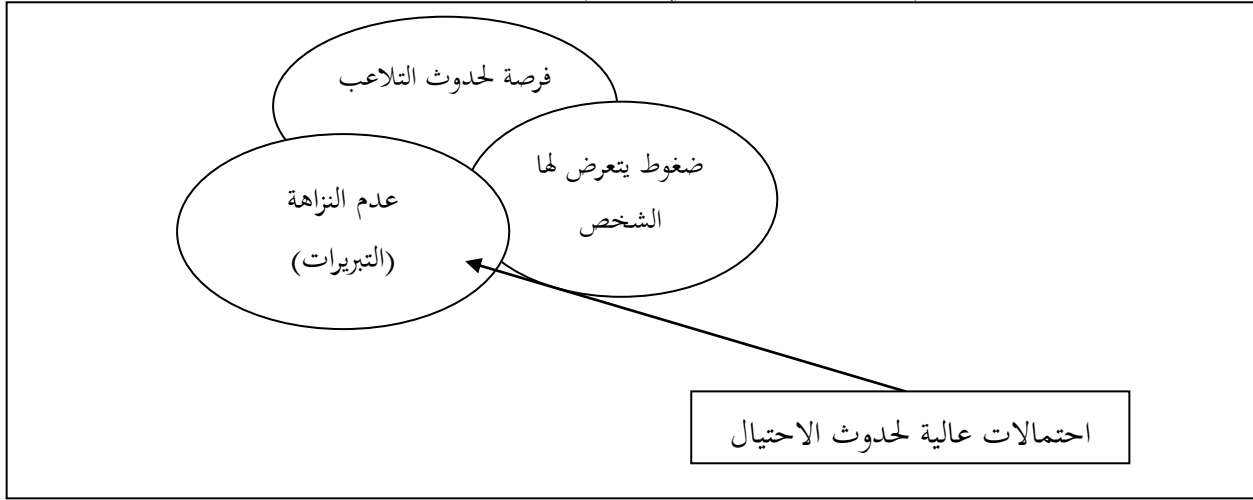 فرصة لحدوث التلاعب
ضغوط يتعرض لها
الشخص
عدم النزاهة
(التبريرات)
احتمالات عالية لحدوث الاحتيال